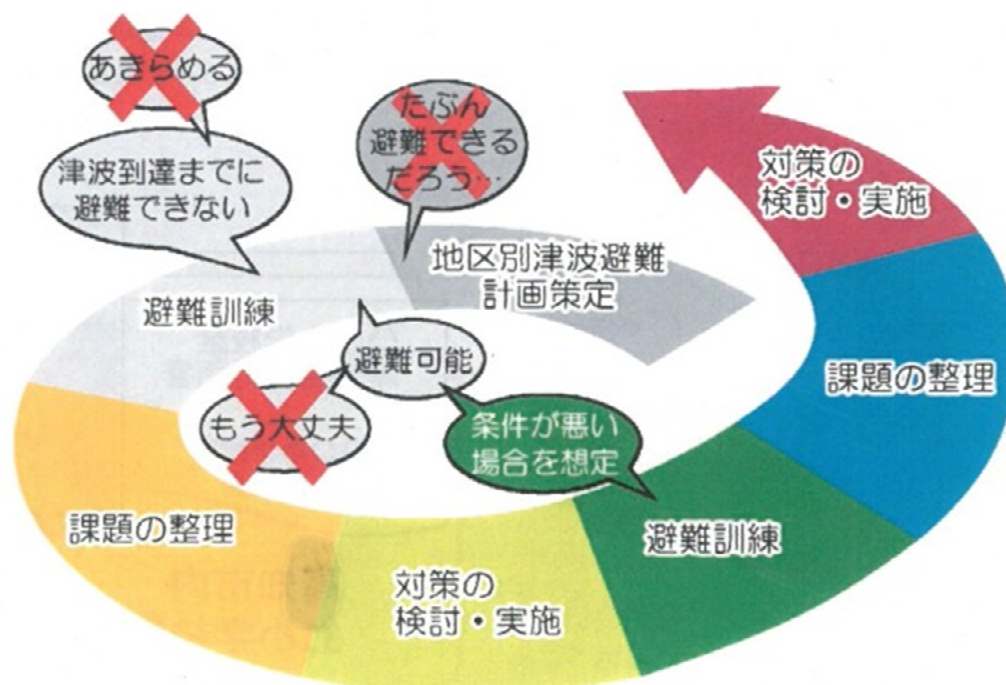 あきらめる
津波到達までに
避難できない
たぶん
避難できる
だろう…
対策の
検討・実施
地区別津波避難
計画策定
避難訓練
避難可能
もう大丈夫
条件が悪い
場合を想定
課題の整理
課題の整理
対策の
検討・実施
避難訓練